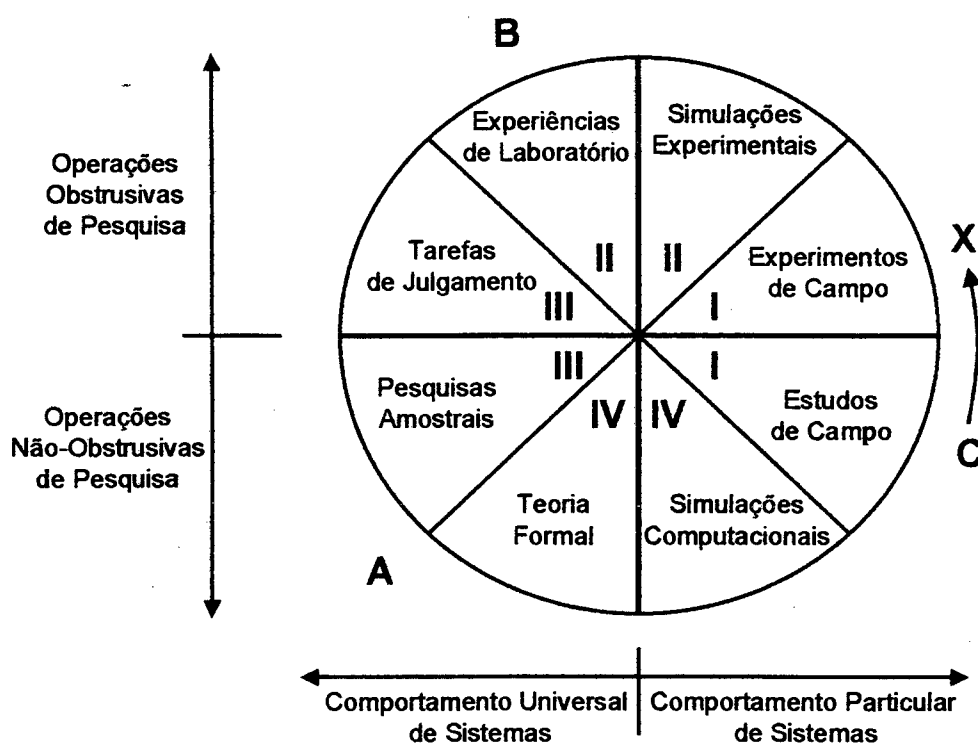 B
Experiências
de Laboratório
Simulações
Experimentais
Operações
Obstrusivas
de Pesquisa
Tarefas
de Julgamento
II
II
Experimentos
de Campo
X
III
I
III
I
Pesquisas
Amostrais
IV
IV
Estudos
de Campo
C
Operações
Não-Obstrusivas
de Pesquisa
Teoria
Formal
Simulações
Computacionais
A
Comportamento Universal
de Sistemas
Comportamento Particular
de Sistemas